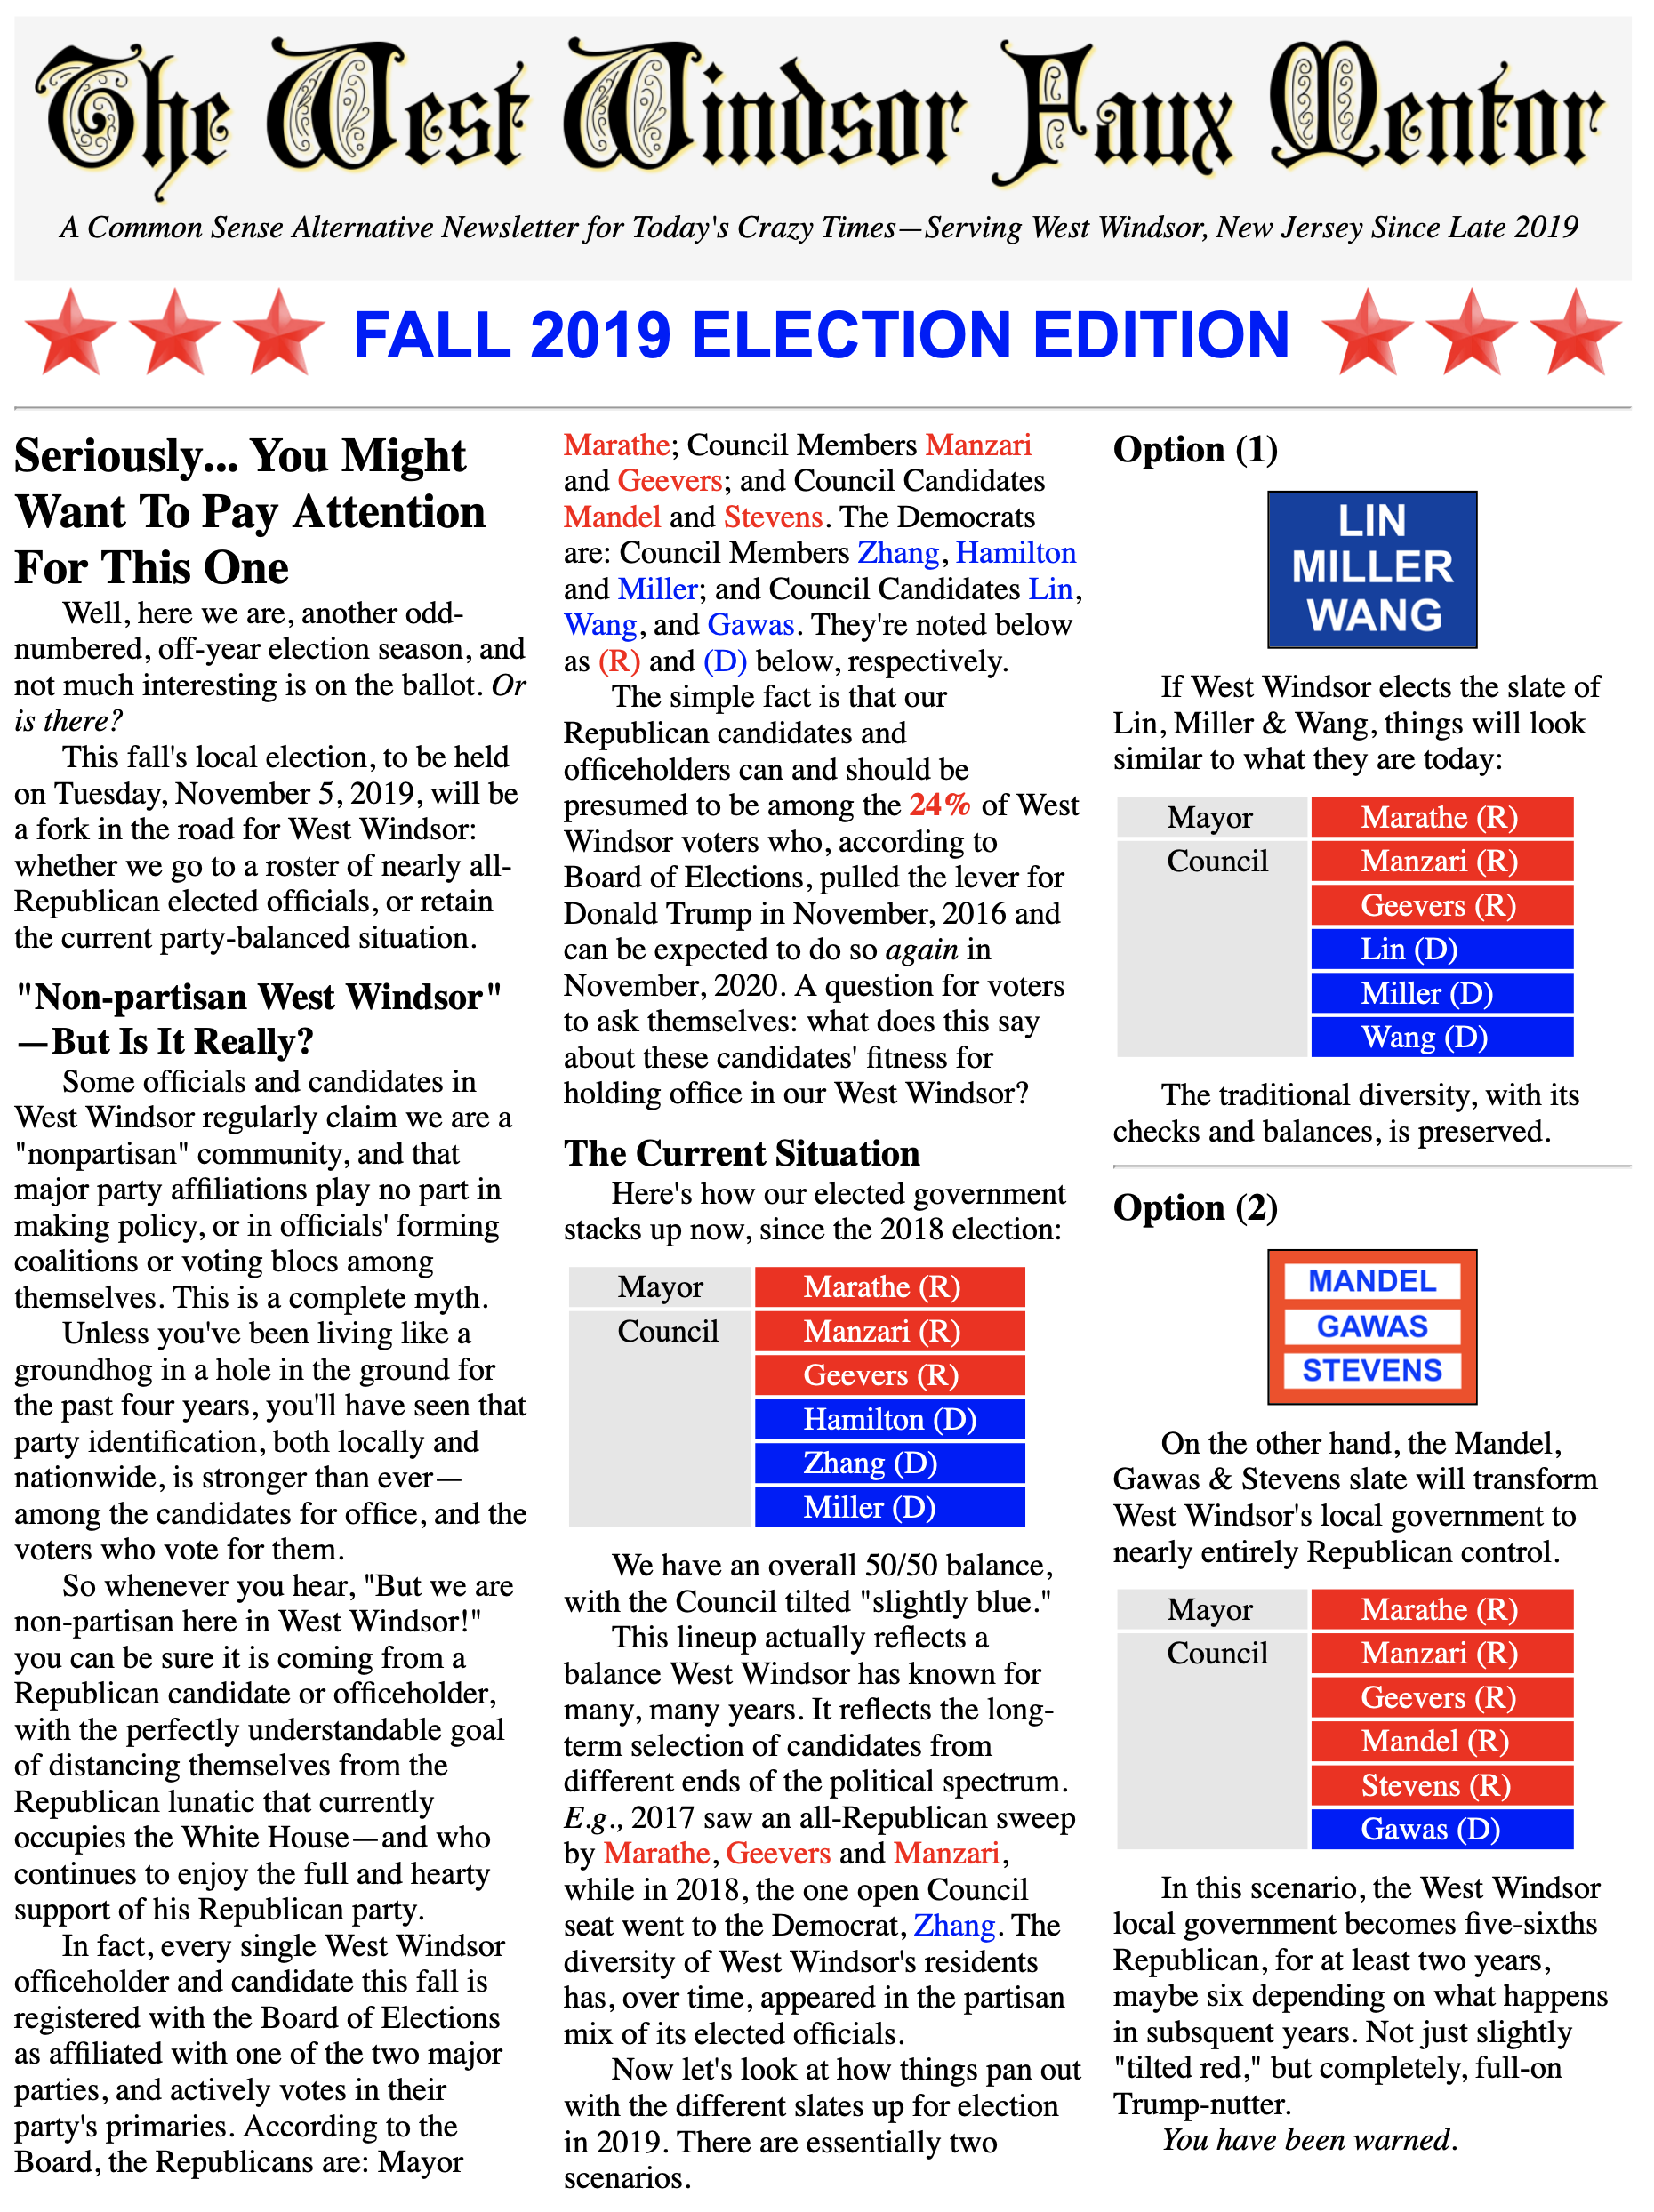 The West Windsor Faux Mentor
A Common Sense Alternative Newsletter for Today's Crazy Times—Serving West Windsor, New Jersey Since Late 2019
FALL 2019 ELECTION EDITION
Seriously... You Might
Want To Pay Attention
For This One
Well, here we are, another odd-
numbered, off-year election season, and
not much interesting is on the ballot. Or
is there?
This fall's local election, to be held
on Tuesday, November 5, 2019, will be
a fork in the road for West Windsor:
whether we go to a roster of nearly all-
Republican elected officials, or retain
the current party-balanced situation.
"Non-partisan West Windsor"
—But Is It Really?
Some officials and candidates in
West Windsor regularly claim we are a
"nonpartisan" community, and that
major party affiliations play no part in
making policy, or in officials' forming
coalitions or voting blocs among
themselves. This is a complete myth.
Unless you've been living like a
groundhog in a hole in the ground for
the past four years, you'll have seen that
party identification, both locally and
nationwide, is stronger than ever—
among the candidates for office, and the
voters who vote for them.
So whenever you hear, "But we are
non-partisan here in West Windsor!"
you can be sure it is coming from a
Republican candidate or officeholder,
with the perfectly understandable goal
of distancing themselves from the
Republican lunatic that currently
occupies the White House—and who
continues to enjoy the full and hearty
support of his Republican party.
In fact, every single West Windsor
officeholder and candidate this fall is
registered with the Board of Elections
as affiliated with one of the two major
parties, and actively votes in their
party's primaries. According to the
Board, the Republicans are: Mayor
Marathe; Council Members Manzari
and Geevers; and Council Candidates
Mandel and Stevens. The Democrats
are: Council Members Zhang, Hamilton
and Miller; and Council Candidates Lin,
Wang, and Gawas. They're noted below
as (R) and (D) below, respectively.
The simple fact is that our
Republican candidates and
officeholders can and should be
presumed to be among the 24% of West
Windsor voters who, according to
Board of Elections, pulled the lever for
Donald Trump in November, 2016 and
can be expected to do so again in
November, 2020. A question for voters
to ask themselves: what does this say
about these candidates' fitness for
holding office in our West Windsor?
The Current Situation
Here's how our elected government
stacks up now, since the 2018 election:
Mayor Marathe (R)
Council Manzari (R)
Geevers (R)
Hamilton (D)
Zhang (D)
Miller (D)
We have an overall 50/50 balance,
with the Council tilted "slightly blue."
This lineup actually reflects a
balance West Windsor has known for
many, many years. It reflects the long-
term selection of candidates from
different ends of the political spectrum.
E.g., 2017 saw an all-Republican sweep
by Marathe, Geevers and Manzari,
while in 2018, the one open Council
seat went to the Democrat, Zhang. The
diversity of West Windsor's residents
has, over time, appeared in the partisan
mix of its elected officials.
Now let's look at how things pan out
with the different slates up for election
in 2019. There are essentially two
scenarios.
Option (1)
LIN
MILLER
WANG
If West Windsor elects the slate of
Lin, Miller & Wang, things will look
similar to what they are today:
Mayor Marathe (R)
Council Manzari (R)
Geevers (R)
Lin (D)
Miller (D)
Wang (D)
The traditional diversity, with its
checks and balances, is preserved.
Option (2)
MANDEL
GAWAS
STEVENS
On the other hand, the Mandel,
Gawas & Stevens slate will transform
West Windsor's local government to
nearly entirely Republican control.
Mayor Marathe (R)
Council Manzari (R)
Geevers (R)
Mandel (R)
Stevens (R)
Gawas (D)
In this scenario, the West Windsor
local government becomes five-sixths
Republican, for at least two years,
maybe six depending on what happens
in subsquent years. Not just slightly
"tilted red," but completely, full-on
Trump-nutter.
You have been warned.